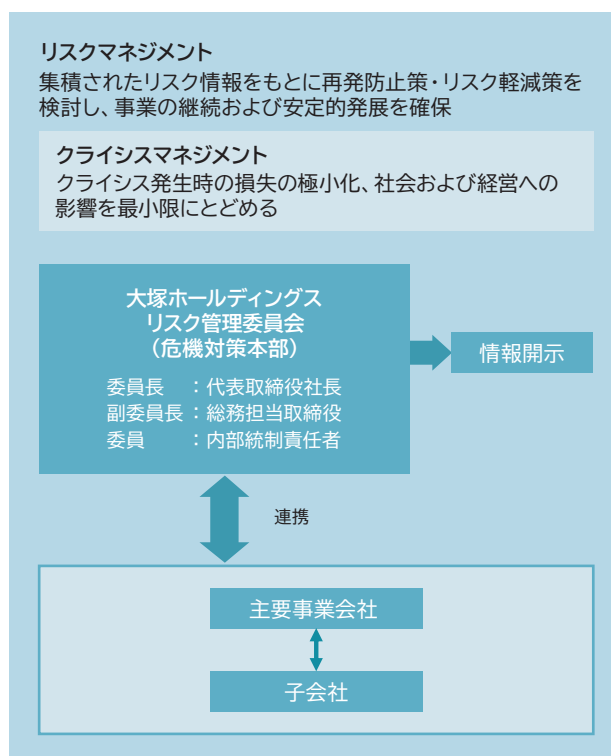 リスクマネジメント
集積されたリスク情報をもとに再発防止策・リスク軽減策を
検討し、事業の継続および安定的発展を確保
クライシスマネジメント
クライシス発生時の損失の極小化、社会および経営への
影響を最小限にとどめる
大塚ホールディングス
リスク管理委員会
（危機対策本部）
委員長　：代表取締役社長
副委員長：総務担当取締役
委員　　：内部統制責任者
情報開示
連携
主要事業会社
子会社